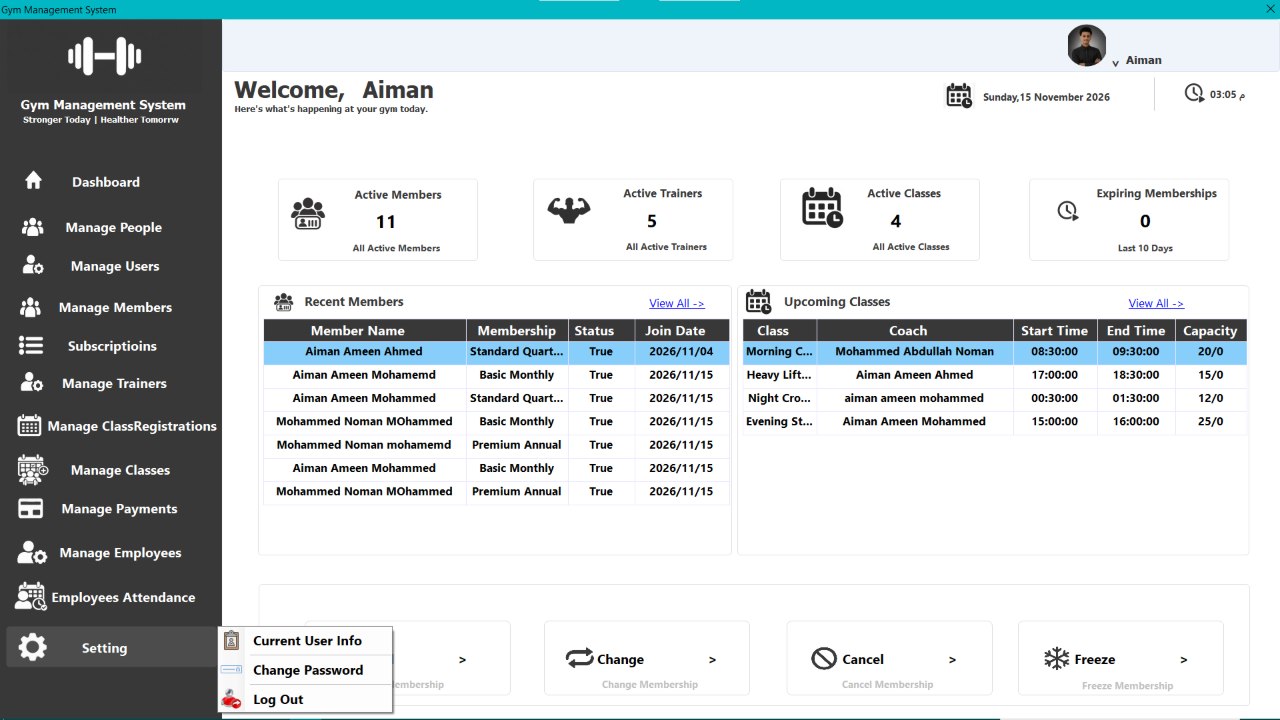 Gym Management System
Gym Management System
Stronger Today | Healther Tomorrw
Dashboard
Manage People
Manage Users
Manage Members
Subscriptioins
Manage Trainers
Manage ClassRegistrations
Manage Classes
Manage Payments
Manage Employees
Employees Attendance
Setting
Current User Info
Change Password
Log Out
v Aiman
Welcome, Aiman
Here's what's happening at your gym today.
Sunday,15 November 2026
03:05 م
Active Members
11
All Active Members
Active Trainers
5
All Active Trainers
Active Classes
4
All Active Classes
Expiring Memberships
0
Last 10 Days
Recent Members View All ->
Member Name Membership Status Join Date
Aiman Ameen Ahmed Standard Quart... True 2026/11/04
Aiman Ameen Mohamemd Basic Monthly True 2026/11/15
Aiman Ameen Mohammed Standard Quart... True 2026/11/15
Mohammed Noman MOhammed Basic Monthly True 2026/11/15
Mohammed Noman mohamemd Premium Annual True 2026/11/15
Aiman Ameen Mohammed Basic Monthly True 2026/11/15
Mohammed Noman MOhammed Premium Annual True 2026/11/15
Upcoming Classes View All ->
Class Coach Start Time End Time Capacity
Morning C... Mohammed Abdullah Noman 08:30:00 09:30:00 20/0
Heavy Lift... Aiman Ameen Ahmed 17:00:00 18:30:00 15/0
Night Cro... aiman ameen mohammed 00:30:00 01:30:00 12/0
Evening St... Aiman Ameen Mohammed 15:00:00 16:00:00 25/0
>
Change >
Change Membership
Cancel >
Cancel Membership
Freeze >
Freeze Membership